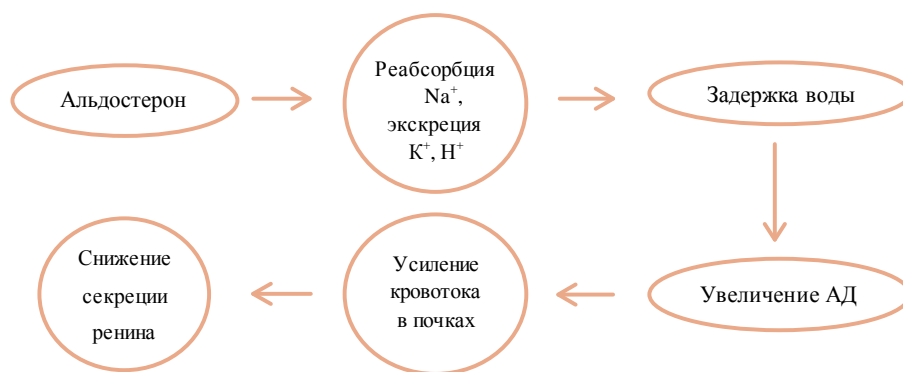 Альдостерон
Реабсорбция
Na⁺,
экскреция
К⁺, Н⁺
Задержка воды
Увеличение АД
Усиление
кровотока
в почках
Снижение
секреции
ренина